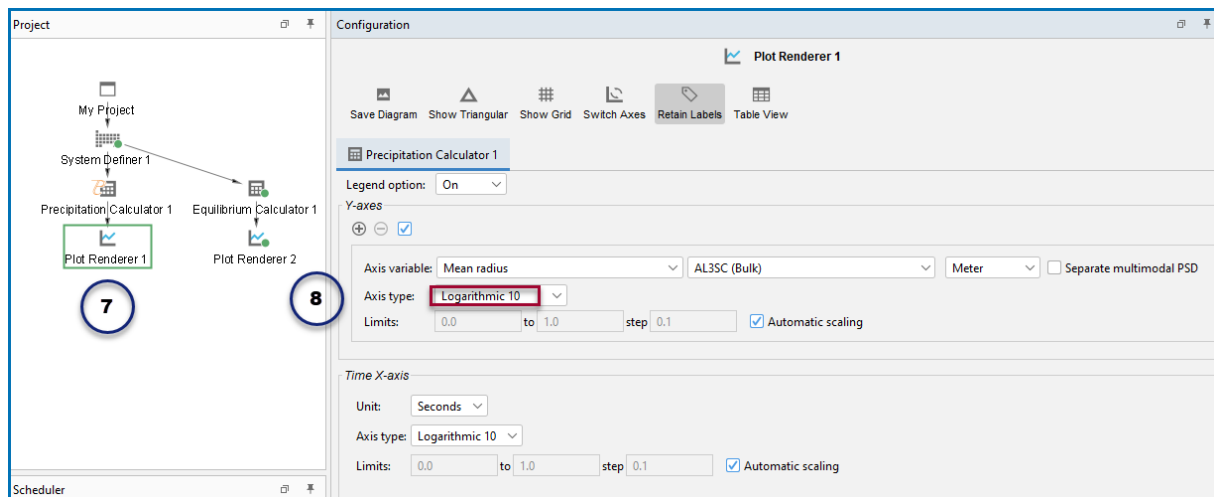 Project
My Project
System Definer 1
Precipitation Calculator 1 Equilibrium Calculator 1
Plot Renderer 1 Plot Renderer 2
7
8
Scheduler
Configuration
Plot Renderer 1
Save Diagram Show Triangular Show Grid Switch Axes Retain Labels Table View
Precipitation Calculator 1
Legend option: On
Y-axes
Axis variable: Mean radius AL3SC (Bulk) Meter Separate multimodal PSD
Axis type: Logarithmic 10
Limits: 0.0 to 1.0 step 0.1 Automatic scaling
Time X-axis
Unit: Seconds
Axis type: Logarithmic 10
Limits: 0.0 to 1.0 step 0.1 Automatic scaling